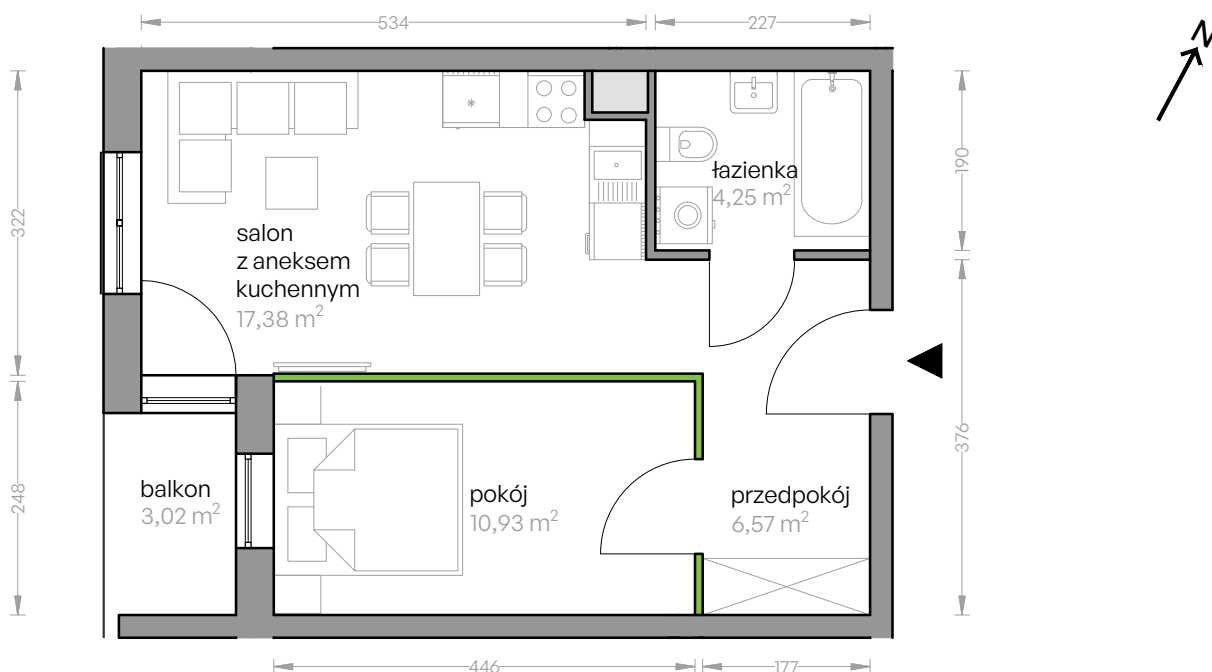 534
227
N
322
190
łazienka
4,25 m²
salon
z aneksem
kuchennym
17,38 m²
376
248
balkon
3,02 m²
pokój
10,93 m²
przedpokój
6,57 m²
446
177